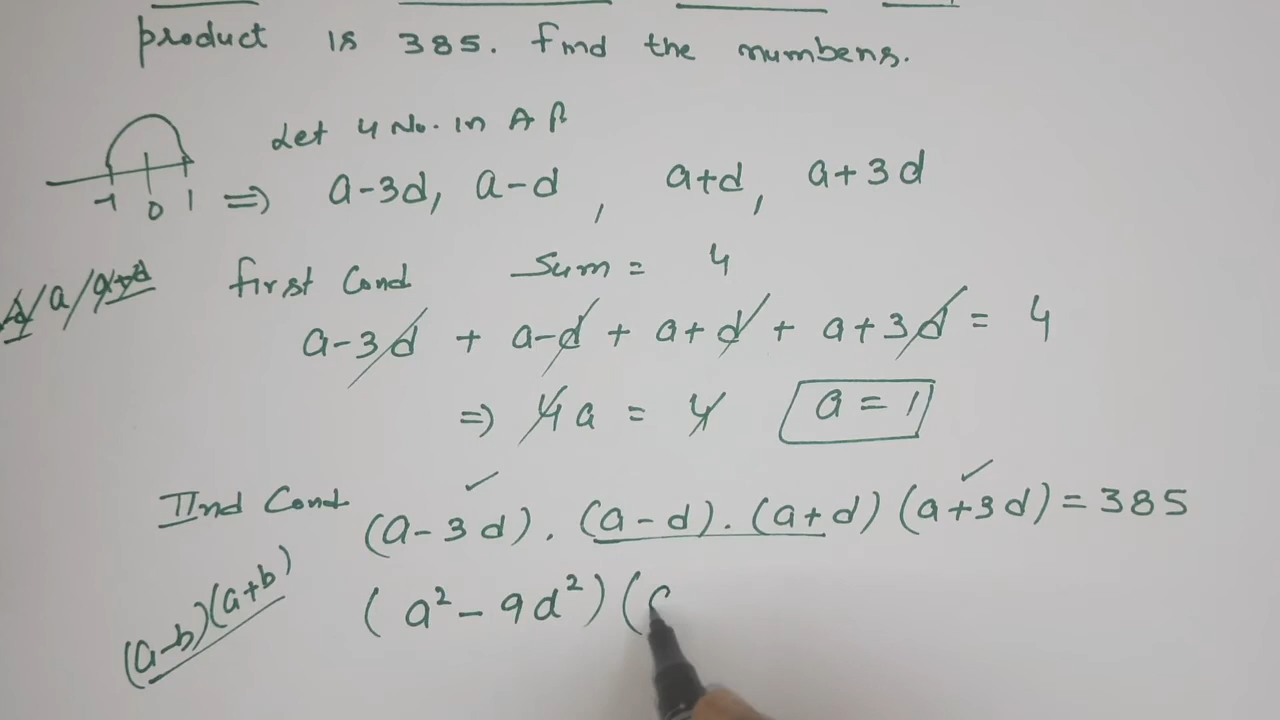 product is 385. Find the numbers.
Let 4 No. in A P
-1 0 1
=> a-3d, a-d, a+d, a+3d
a/a+d
First Cond Sum = 4
a-3d + a-d + a+d + a+3d = 4
=> 4a = 4 a = 1
IInd Cond (a-3d).(a-d).(a+d)(a+3d)=385
(a-b)(a+b)
(a²-9d²)(